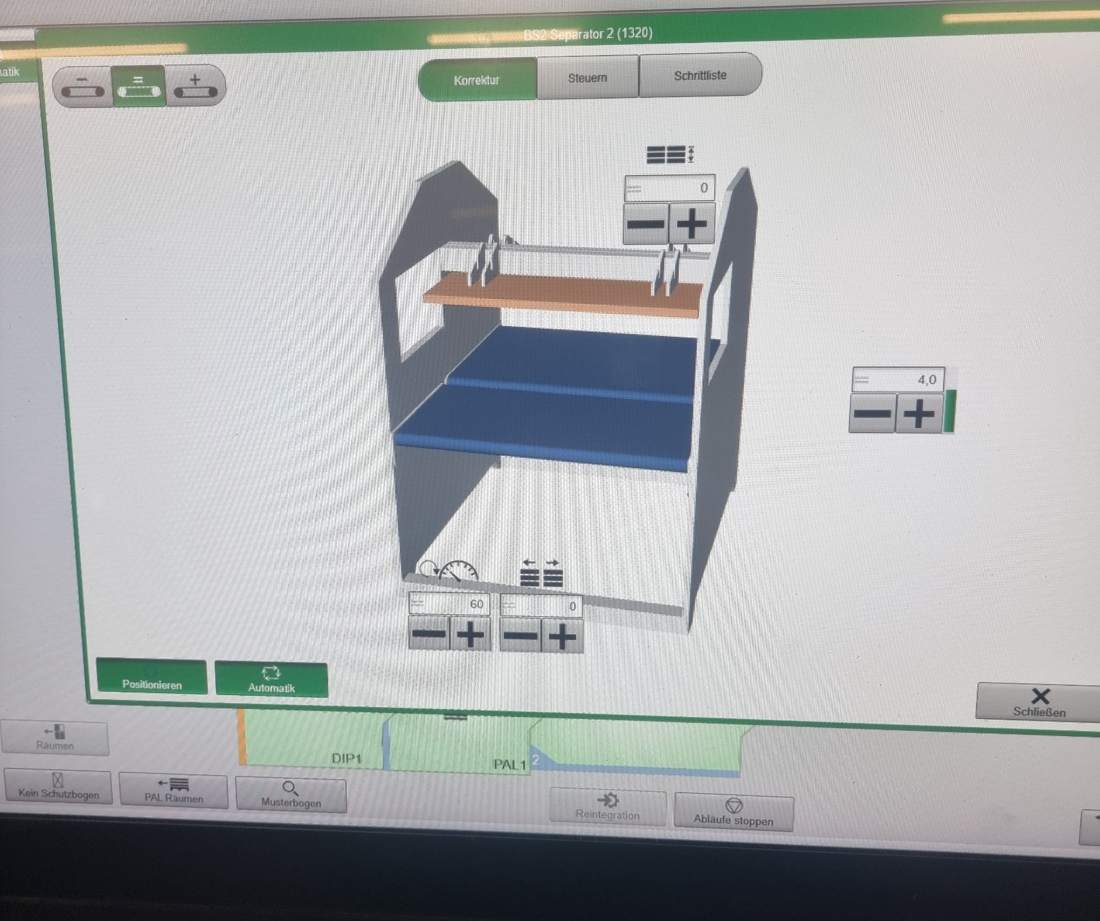 BS2 Separator 2 (1320)
atik
Korrektur
Steuern
Schrittliste
0
4,0
60
0
Positionieren
Automatik
Schließen
Räumen
DIP1
PAL1
2
Kein Schutzbogen
PAL Räumen
Musterbogen
Reintegration
Abläufe stoppen